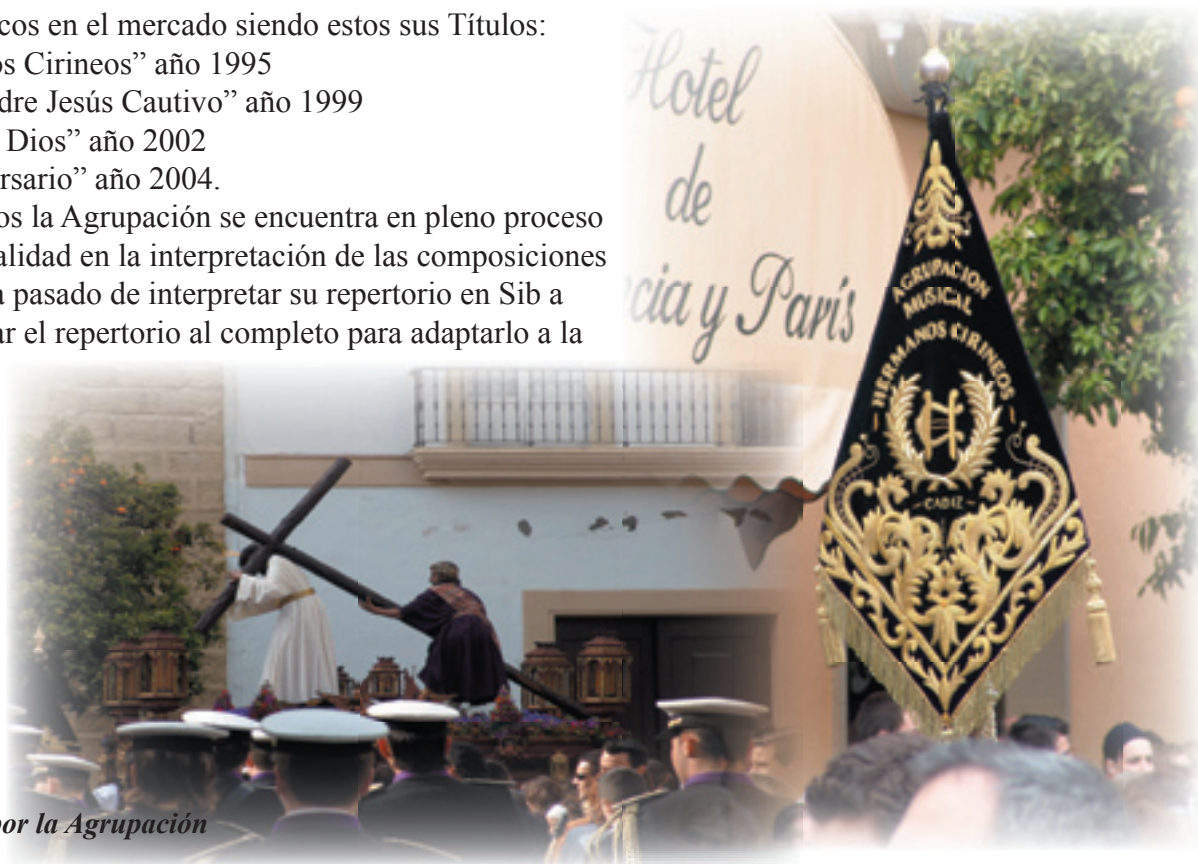 cos en el mercado siendo estos sus Títulos:
os Cirineos” año 1995
dre Jesús Cautivo” año 1999
Dios” año 2002
rsario” año 2004.
os la Agrupación se encuentra en pleno proceso
alidad en la interpretación de las composiciones
a pasado de interpretar su repertorio en Sib a
ar el repertorio al completo para adaptarlo a la
Hotel
de
ncia y París
AGRUPACION
MUSICAL
- HERMANOS CIRINEOS -
- CADIZ -
por la Agrupación